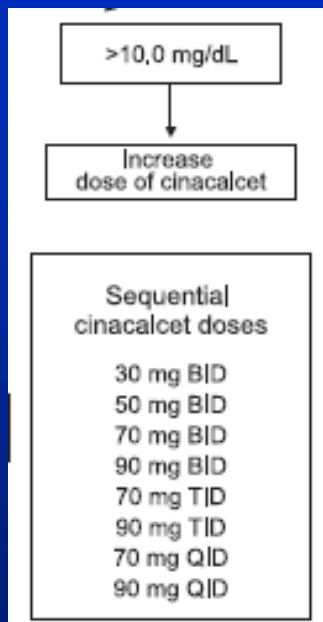 >10,0 mg/dL
Increase
dose of cinacalcet
Sequential
cinacalcet doses
30 mg BID
50 mg BID
70 mg BID
90 mg BID
70 mg TID
90 mg TID
70 mg QID
90 mg QID